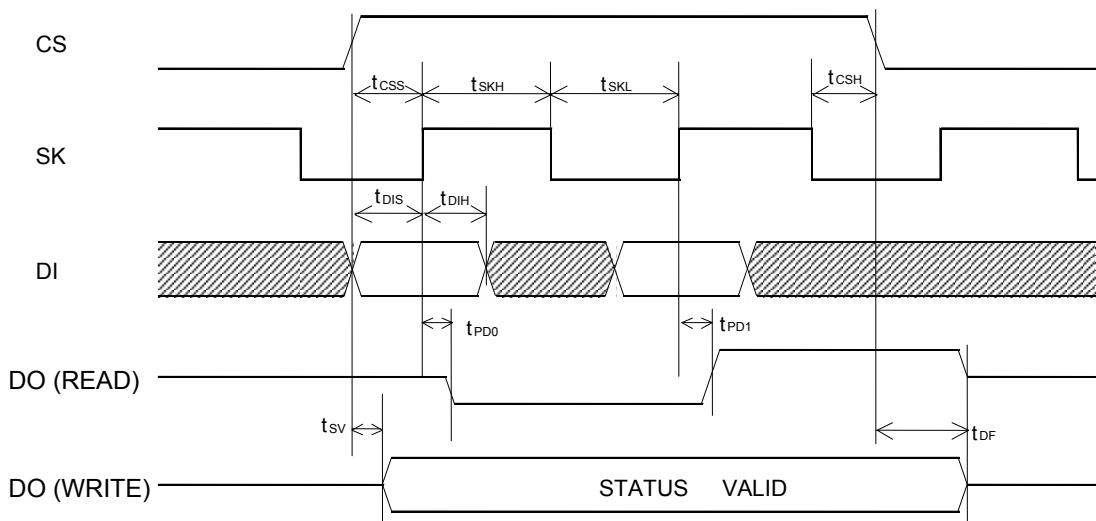 CS
tCSS tSKH tSKL tCSH
SK
tDIS tDIH
DI
tPD0 tPD1
DO (READ)
tSV tDF
DO (WRITE) STATUS VALID